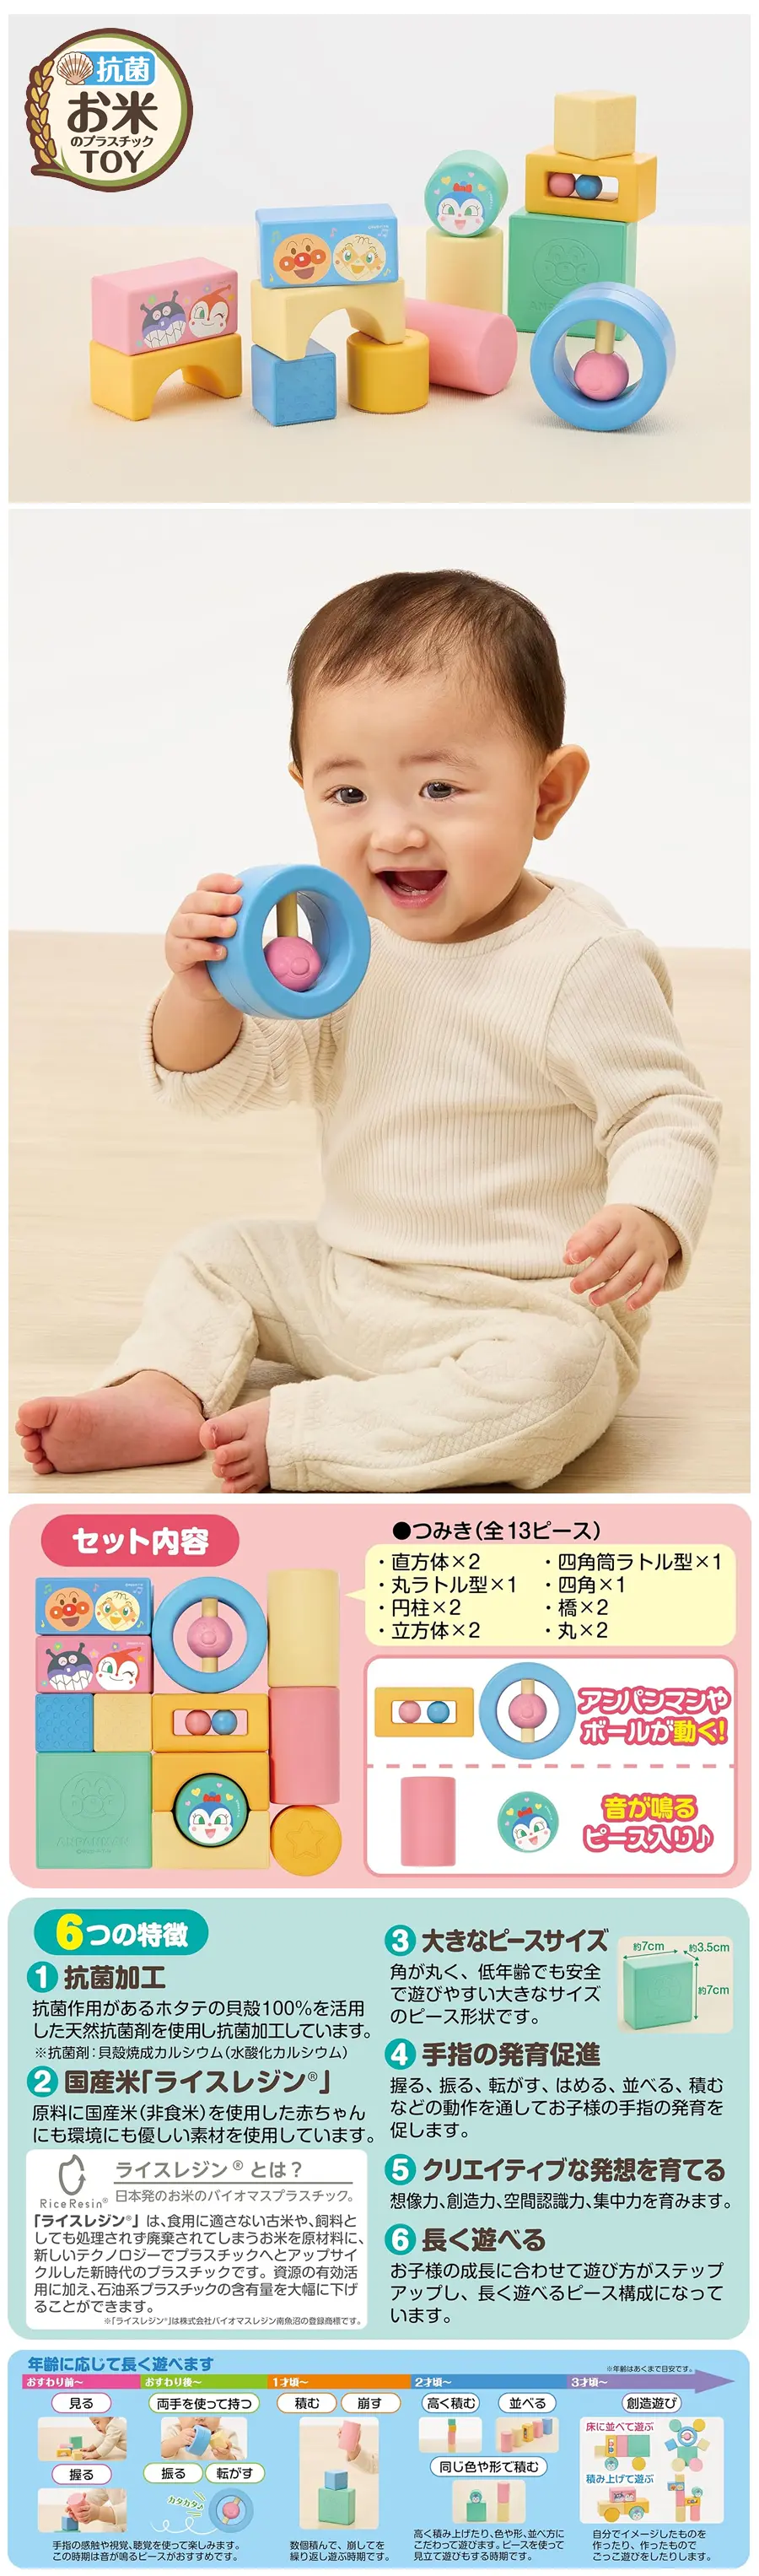 抗菌
お米
のプラスチック
TOY
セット内容
●つみき(全13ピース)
・直方体×2
・丸ラトル型×1
・円柱×2
・立方体×2
・四角筒ラトル型×1
・四角×1
・橋×2
・丸×2
アンパンマンや
ボールが動く!
音が鳴る
ピース入り♪
6つの特徴
1 抗菌加工
抗菌作用があるホタテの貝殻100%を活用
した天然抗菌剤を使用し抗菌加工しています。
※抗菌剤:貝殻焼成カルシウム(水酸化カルシウム)
2 国産米「ライスレジン®」
原料に国産米(非食米)を使用した赤ちゃん
にも環境にも優しい素材を使用しています。
RiceResin®
ライスレジン®とは?
日本発のお米のバイオマスプラスチック。
「ライスレジン®」は、食用に適さない古米や、飼料と
しても処理されず廃棄されてしまうお米を原材料に、
新しいテクノロジーでプラスチックへとアップサイ
クルした新時代のプラスチックです。資源の有効活
用に加え、石油系プラスチックの含有量を大幅に下げ
ることができます。
※「ライスレジン®」は株式会社バイオマスレジン南魚沼の登録商標です。
3 大きなピースサイズ
角が丸く、低年齢でも安全
で遊びやすい大きなサイズ
のピース形状です。
約7cm
約3.5cm
約7cm
4 手指の発育促進
握る、振る、転がす、はめる、並べる、積む
などの動作を通してお子様の手指の発育を
促します。
5 クリエイティブな発想を育てる
想像力、創造力、空間認識力、集中力を育みます。
6 長く遊べる
お子様の成長に合わせて遊び方がステップ
アップし、長く遊べるピース構成になって
います。
年齢に応じて長く遊べます
※年齢はあくまで目安です。
おすわり前~
見る
握る
おすわり後~
両手を使って持つ
振る
転がす
カタカタ♪
手指の感触や視覚、聴覚を使って楽しみます。
この時期は音が鳴るピースがおすすめです。
1才頃~
積む
崩す
数個積んで、崩してを
繰り返し遊ぶ時期です。
2才頃~
高く積む
並べる
同じ色や形で積む
高く積み上げたり、色や形、並べ方に
こだわって遊びます。ピースを使って
見立て遊びもする時期です。
3才頃~
創造遊び
床に並べて遊ぶ
積み上げて遊ぶ
自分でイメージしたものを
作ったり、作ったもので
ごっこ遊びをしたりします。